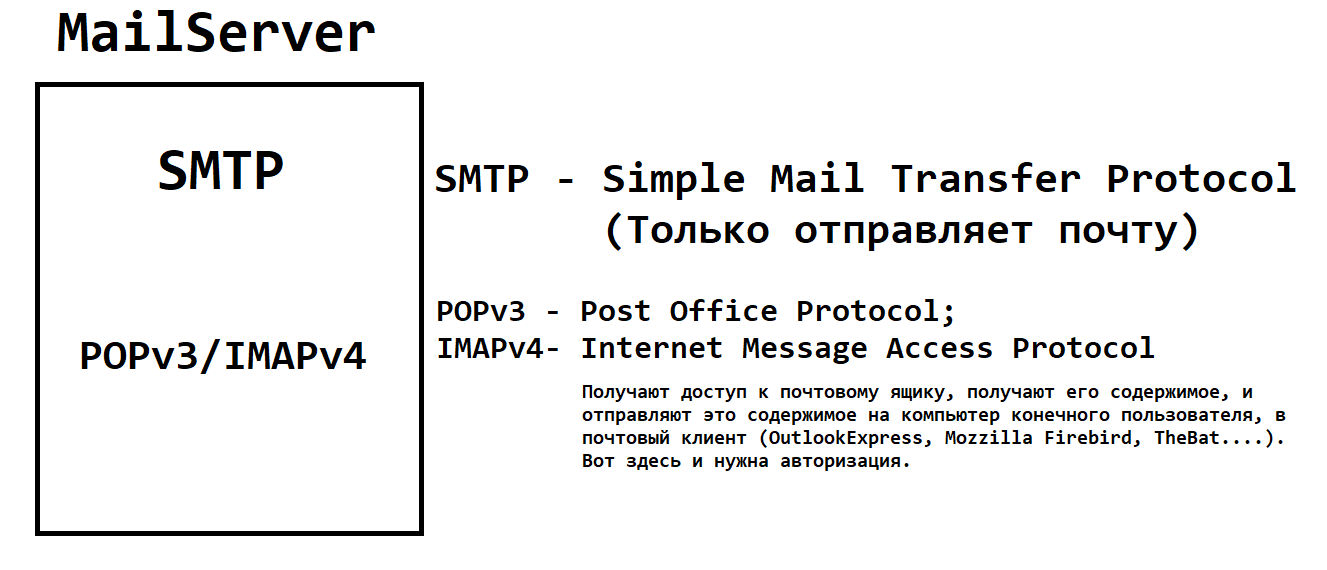 MailServer
SMTP
SMTP - Simple Mail Transfer Protocol
(Только отправляет почту)
POPv3/IMAPv4
POPv3 - Post Office Protocol;
IMAPv4- Internet Message Access Protocol
Получают доступ к почтовому ящику, получают его содержимое, и
отправляют это содержимое на компьютер конечного пользователя, в
почтовый клиент (OutlookExpress, Mozzilla Firebird, TheBat....).
Вот здесь и нужна авторизация.